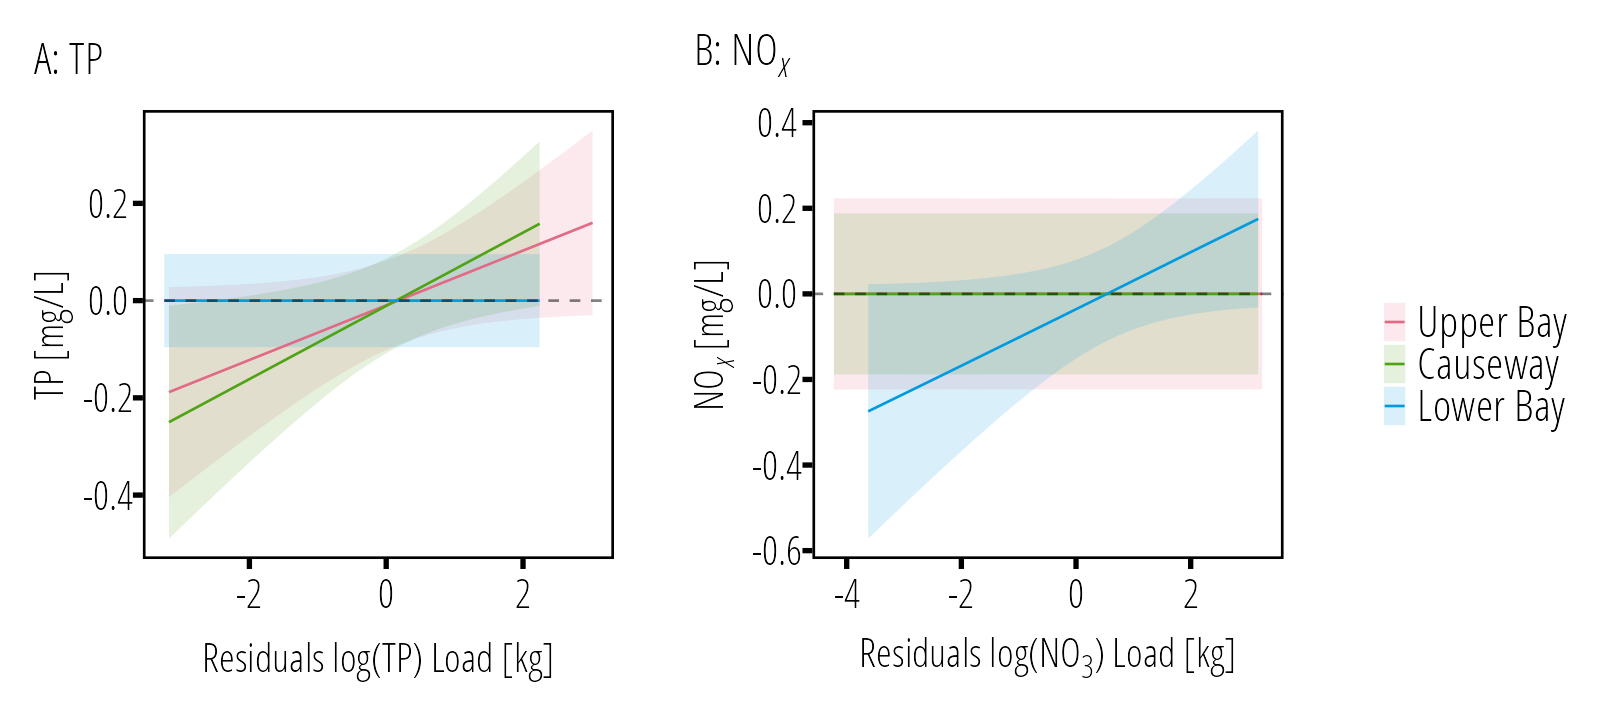 A: TP
B: NOx
0.2
0.0
-0.2
-0.4
TP [mg/L]
-2 0 2
Residuals log(TP) Load [kg]
0.4
0.2
0.0
-0.2
-0.4
-0.6
NOx [mg/L]
-4 -2 0 2
Residuals log(NO3) Load [kg]
Upper Bay
Causeway
Lower Bay